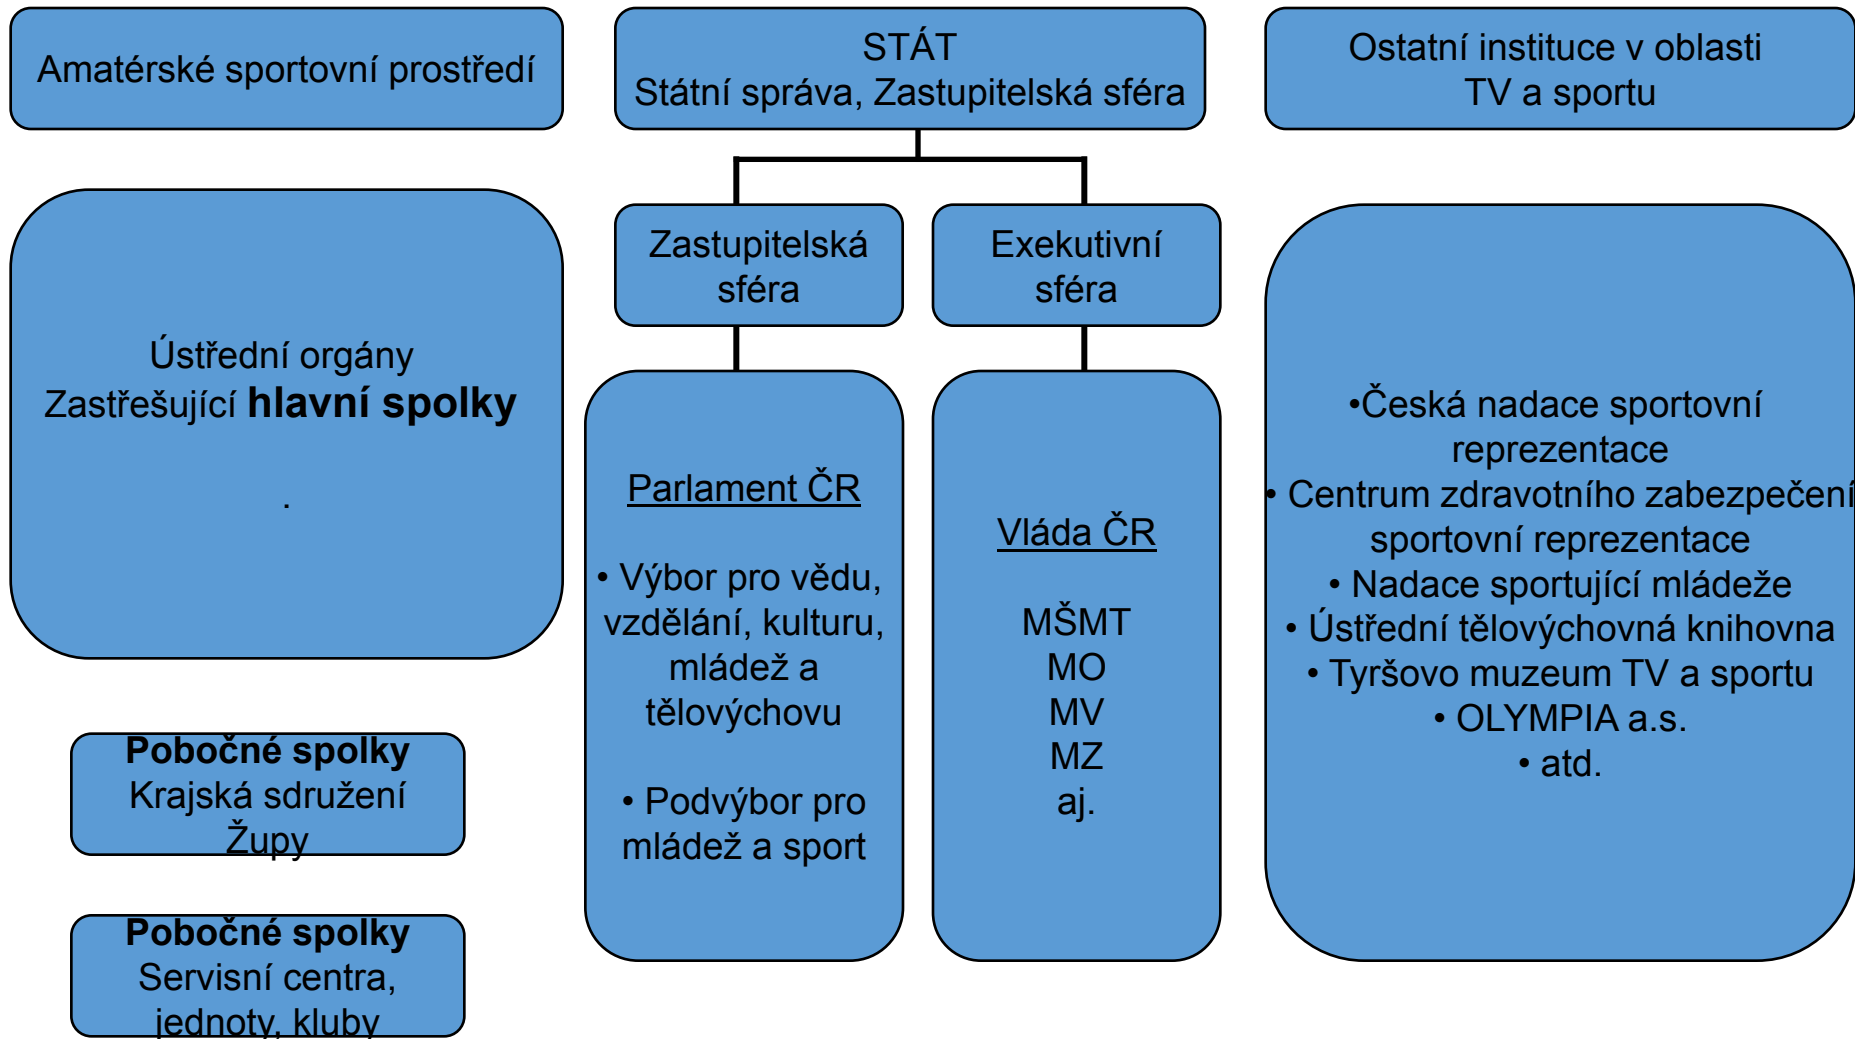 Amatérské sportovní prostředí
STÁT
Státní správa, Zastupitelská sféra
Ostatní instituce v oblasti
TV a sportu
Ústřední orgány
Zastřešující hlavní spolky
.
Pobočné spolky
Krajská sdružení
Župy
Pobočné spolky
Servisní centra,
jednoty, kluby
Zastupitelská
sféra
Exekutivní
sféra
Parlament ČR
• Výbor pro vědu,
vzdělání, kulturu,
mládež a
tělovýchovu
• Podvýbor pro
mládež a sport
Vláda ČR
MŠMT
MO
MV
MZ
aj.
•Česká nadace sportovní
reprezentace
• Centrum zdravotního zabezpečení
sportovní reprezentace
• Nadace sportující mládeže
• Ústřední tělovýchovná knihovna
• Tyršovo muzeum TV a sportu
• OLYMPIA a.s.
• atd.